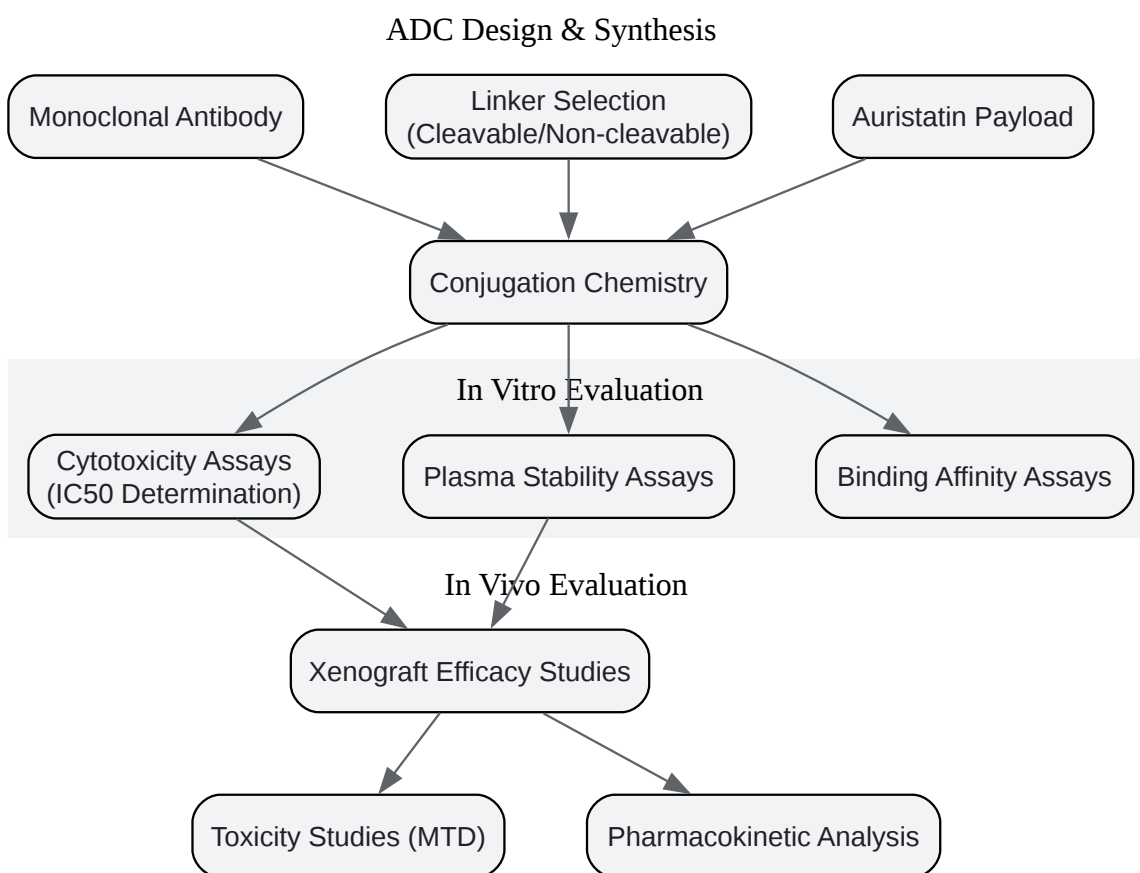 ADC Design & Synthesis
Monoclonal Antibody
Linker Selection
(Cleavable/Non-cleavable)
Auristatin Payload
Conjugation Chemistry
In Vitro Evaluation
Cytotoxicity Assays
(IC50 Determination)
Plasma Stability Assays
Binding Affinity Assays
In Vivo Evaluation
Xenograft Efficacy Studies
Toxicity Studies (MTD)
Pharmacokinetic Analysis